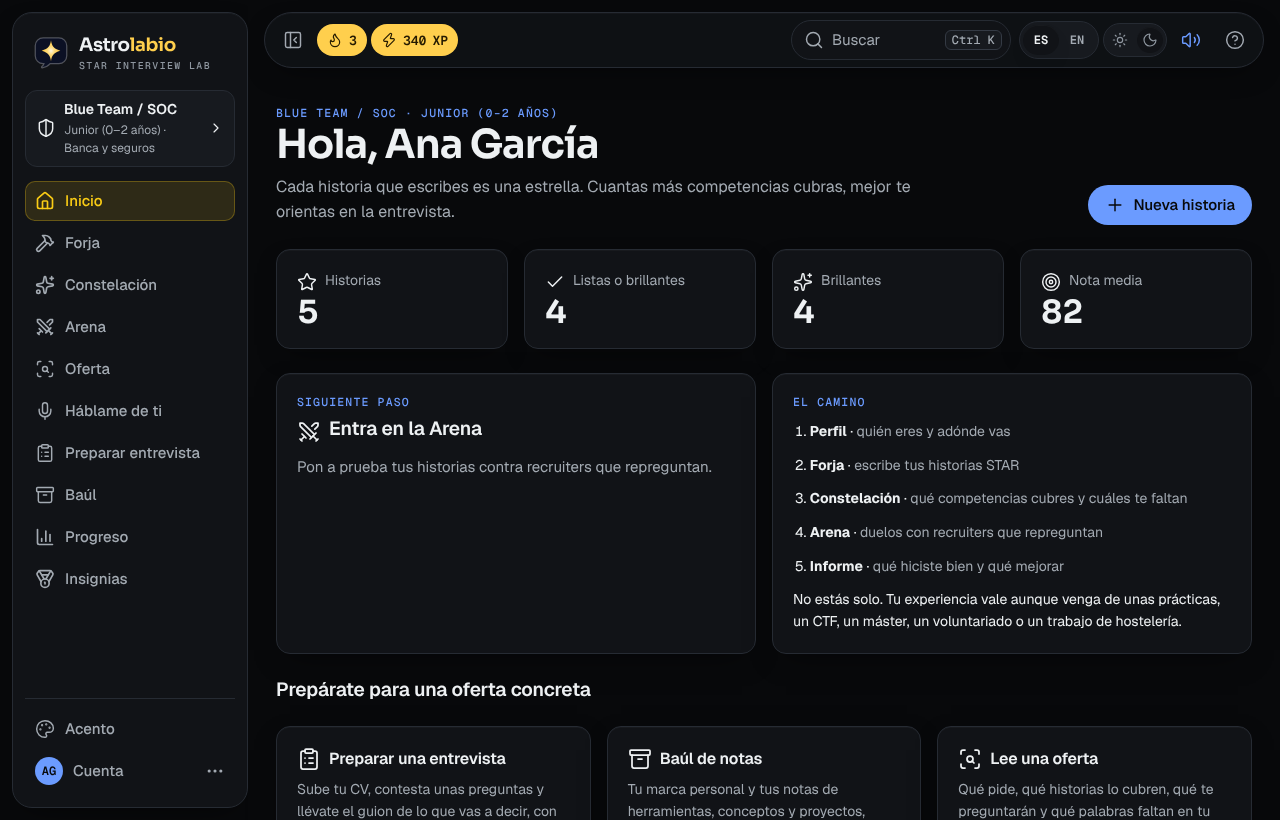 Astrolabio
STAR INTERVIEW LAB
Blue Team / SOC
Junior (0–2 años) ·
Banca y seguros
Inicio
Forja
Constelación
Arena
Oferta
Háblame de ti
Preparar entrevista
Baúl
Progreso
Insignias
Acento
AG Cuenta
3
340 XP
Buscar
Ctrl K
ES EN
BLUE TEAM / SOC · JUNIOR (0–2 AÑOS)
Hola, Ana García
Cada historia que escribes es una estrella. Cuantas más competencias cubras, mejor te
orientas en la entrevista.
Nueva historia
Historias
5
Listas o brillantes
4
Brillantes
4
Nota media
82
SIGUIENTE PASO
Entra en la Arena
Pon a prueba tus historias contra recruiters que repreguntan.
EL CAMINO
1. Perfil · quién eres y adónde vas
2. Forja · escribe tus historias STAR
3. Constelación · qué competencias cubres y cuáles te faltan
4. Arena · duelos con recruiters que repreguntan
5. Informe · qué hiciste bien y qué mejorar
No estás solo. Tu experiencia vale aunque venga de unas prácticas,
un CTF, un máster, un voluntariado o un trabajo de hostelería.
Prepárate para una oferta concreta
Preparar una entrevista
Sube tu CV, contesta unas preguntas y
llévate el guion de lo que vas a decir, con
Baúl de notas
Tu marca personal y tus notas de
herramientas, conceptos y proyectos,
Lee una oferta
Qué pide, qué historias lo cubren, qué te
preguntarán y qué palabras faltan en tu